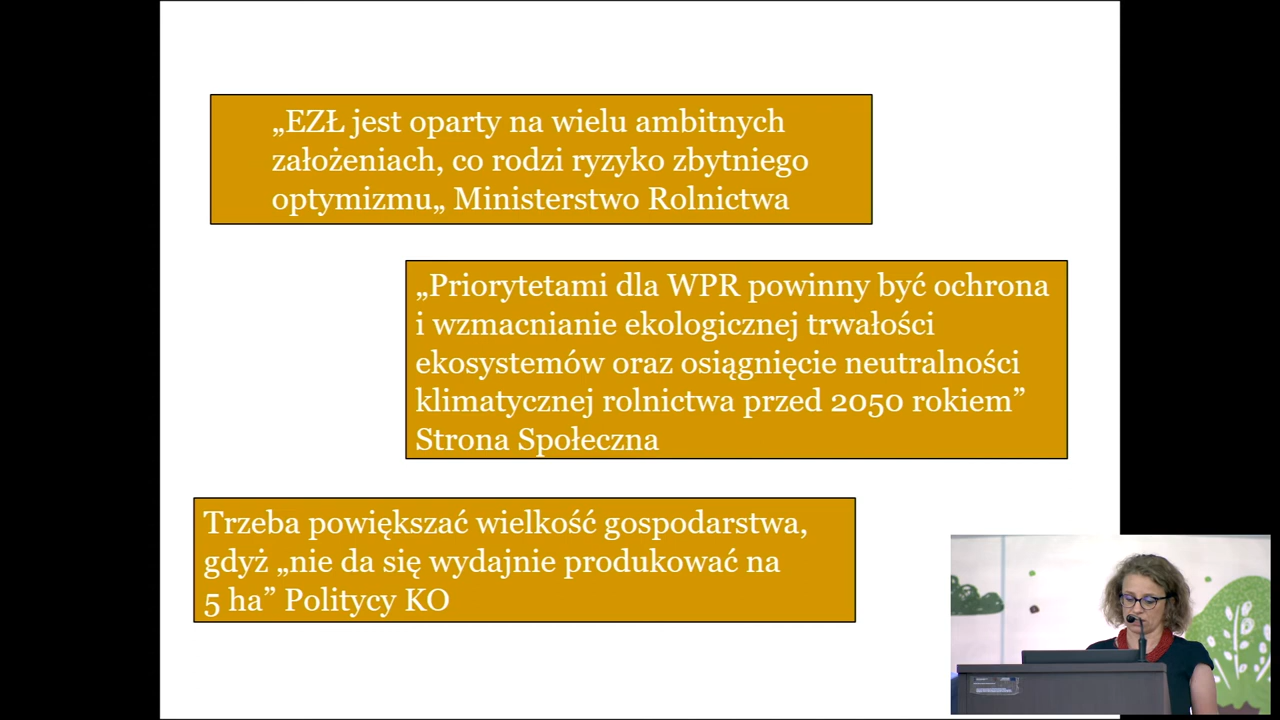 „EZŁ jest oparty na wielu ambitnych
założeniach, co rodzi ryzyko zbytniego
optymizmu„ Ministerstwo Rolnictwa
„Priorytetami dla WPR powinny być ochrona
i wzmacnianie ekologicznej trwałości
ekosystemów oraz osiągnięcie neutralności
klimatycznej rolnictwa przed 2050 rokiem”
Strona Społeczna
Trzeba powiększać wielkość gospodarstwa,
gdyż „nie da się wydajnie produkować na
5 ha” Politycy KO